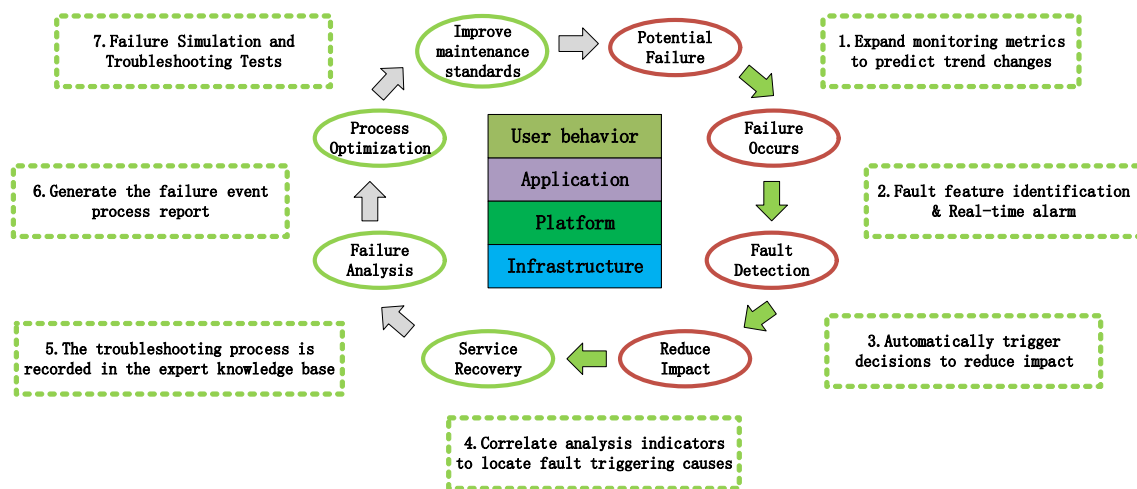 7.Failure Simulation and
Troubleshooting Tests
Improve
maintenance
standards
Potential
Failure
1.Expand monitoring metrics
to predict trend changes
Process
Optimization
User behavior
Application
Platform
Infrastructure
Failure
Occurs
6.Generate the failure event
process report
2.Fault feature identification
& Real-time alarm
Failure
Analysis
Fault
Detection
5.The troubleshooting process is
recorded in the expert knowledge base
Service
Recovery
Reduce
Impact
3.Automatically trigger
decisions to reduce impact
4.Correlate analysis indicators
to locate fault triggering causes